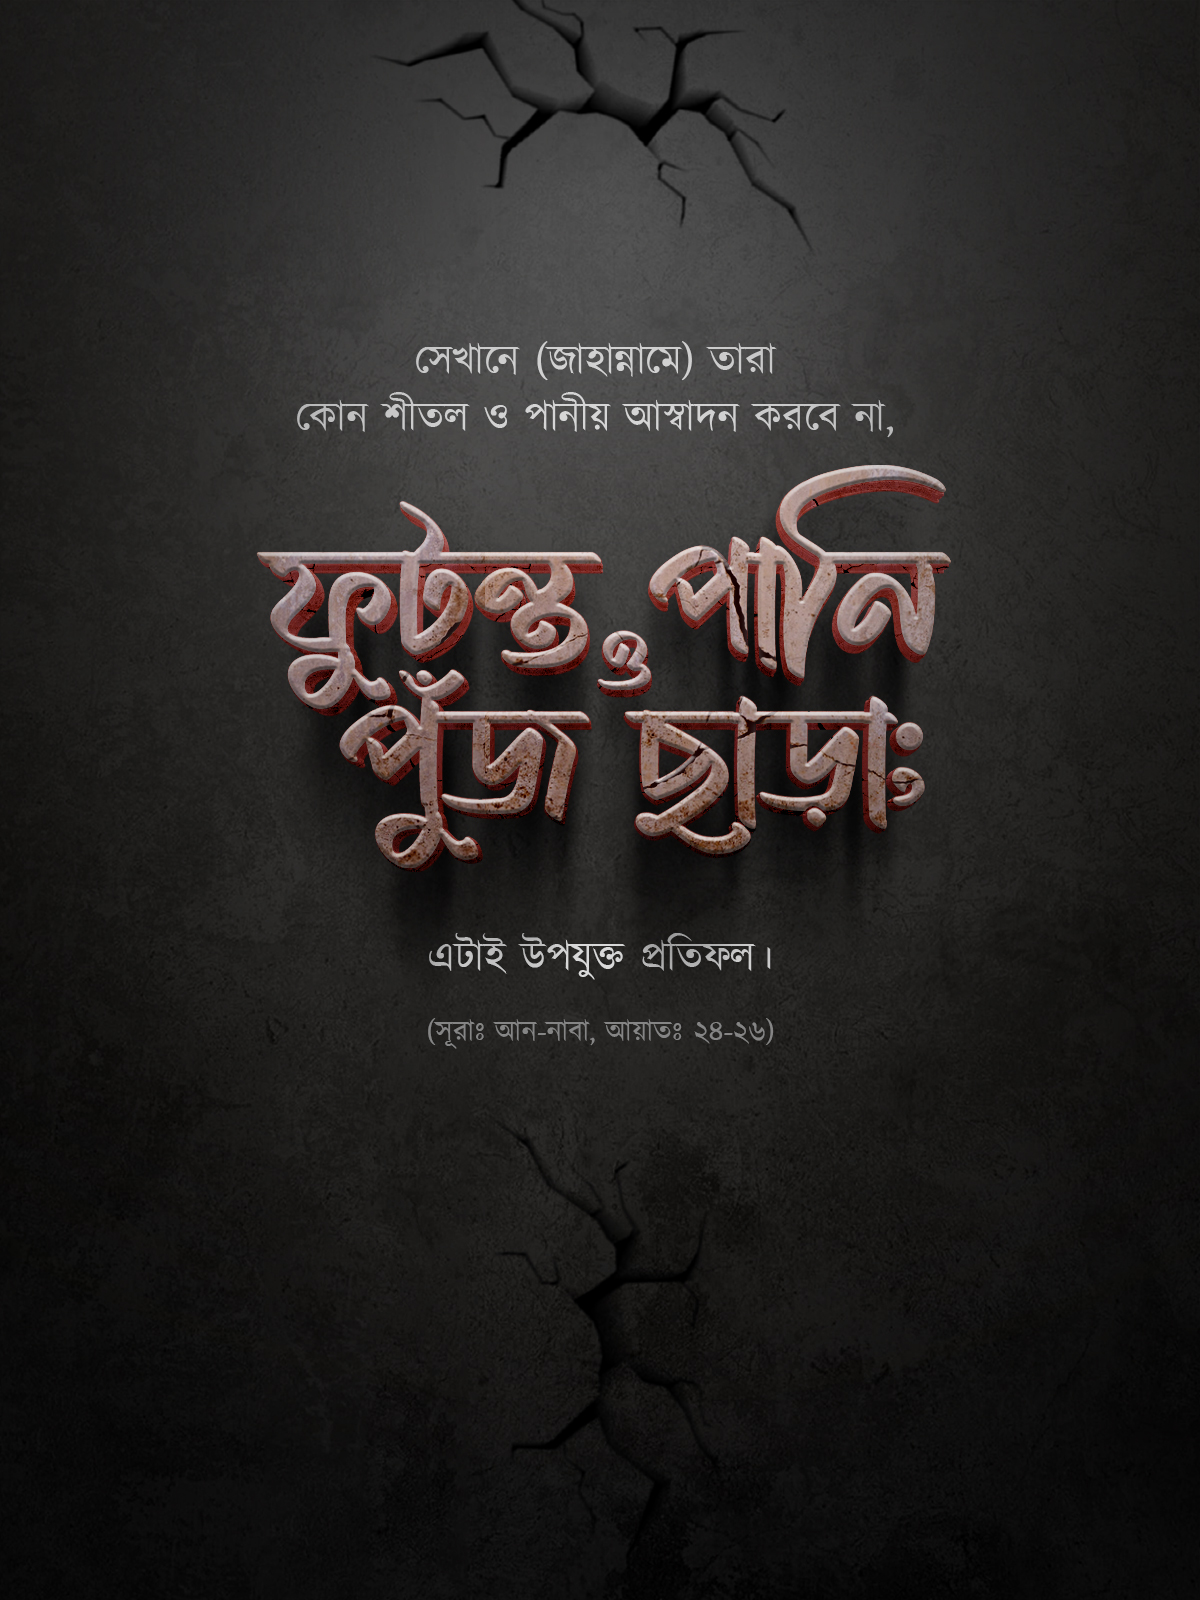 সেখানে (জাহান্নামে) তারা
কোন শীতল ও পানীয় আস্বাদন করবে না,
ফুটন্ত ও পানি
পুঁজ ছাড়াঃ
এটাই উপযুক্ত প্রতিফল।
(সূরাঃ আন-নাবা, আয়াতঃ ২৪-২৬)